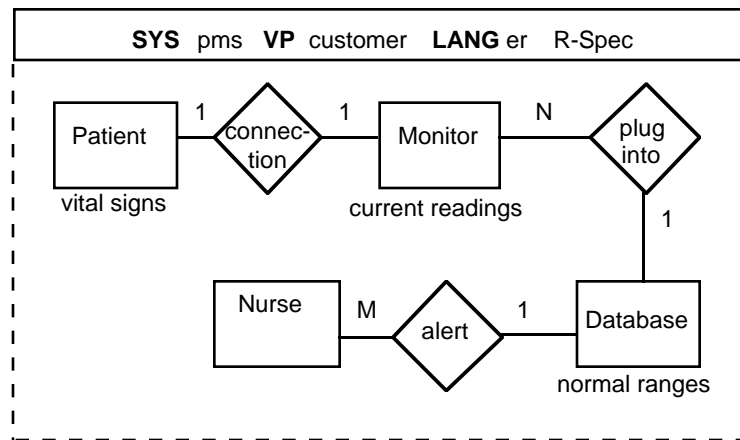 SYS pms VP customer LANG er R-Spec
Patient
1
connec-
tion
1
Monitor
N
plug
into
vital signs
current readings
1
Nurse
M
alert
1
Database
normal ranges